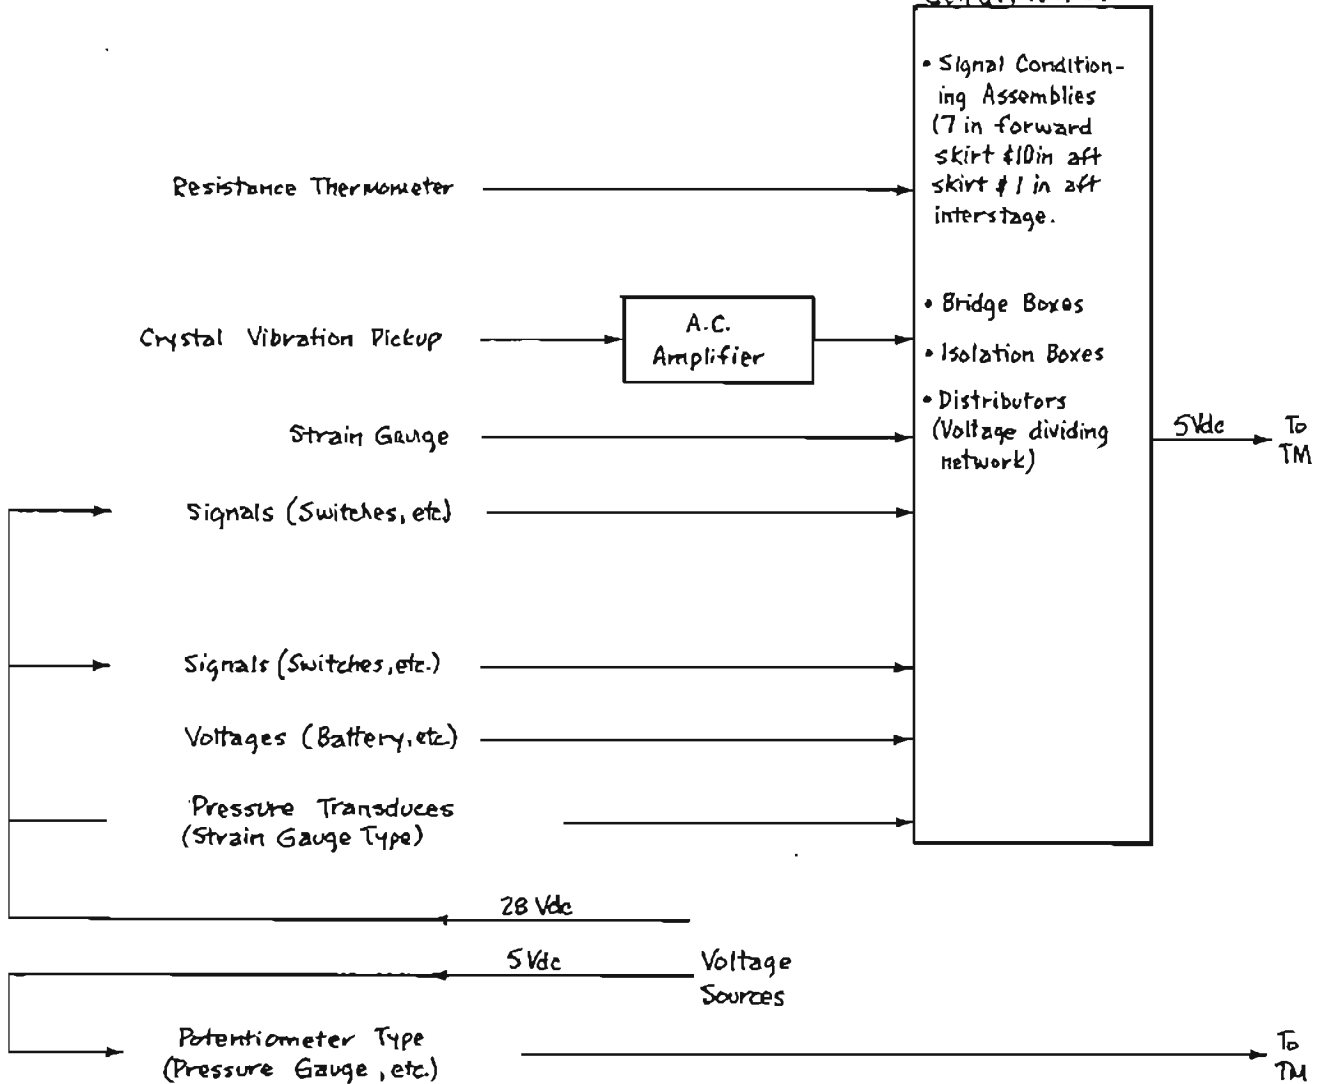 • Signal Condition-
ing Assemblies
(7 in forward
skirt & 10 in aft
skirt & 1 in aft
interstage.
Resistance Thermometer
• Bridge Boxes
Crystal Vibration Pickup
A.C.
Amplifier
• Isolation Boxes
• Distributors
(Voltage dividing
network)
Strain Gauge
5Vdc
To
TM
Signals (Switches, etc)
Signals (Switches, etc.)
Voltages (Battery, etc)
Pressure Transduces
(Strain Gauge Type)
28 Vdc
5 Vdc
Voltage
Sources
Potentiometer Type
(Pressure Gauge, etc.)
To
TM